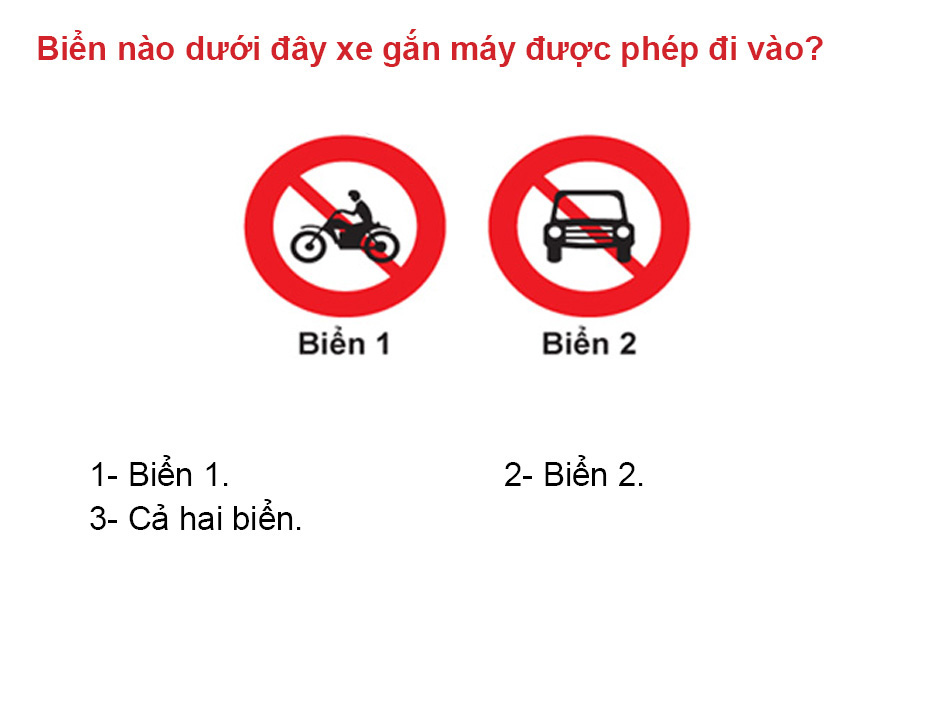 Biển nào dưới đây xe gắn máy được phép đi vào?
Biển 1 Biển 2
1- Biển 1. 2- Biển 2.
3- Cả hai biển.